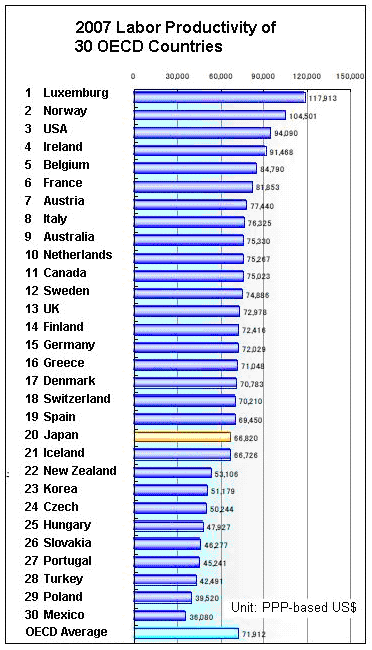 2007 Labor Productivity of
30 OECD Countries
0 30,000 60,000 90,000 120,000 150,000
1 Luxemburg 117,913
2 Norway 104,501
3 USA 94,090
4 Ireland 91,468
5 Belgium 84,790
6 France 81,853
7 Austria 77,440
8 Italy 76,325
9 Australia 75,330
10 Netherlands 75,267
11 Canada 75,023
12 Sweden 74,886
13 UK 72,978
14 Finland 72,416
15 Germany 72,029
16 Greece 71,048
17 Denmark 70,783
18 Switzerland 70,210
19 Spain 69,450
20 Japan 66,820
21 Iceland 66,726
22 New Zealand 53,106
23 Korea 51,179
24 Czech 50,244
25 Hungary 47,927
26 Slovakia 46,277
27 Portugal 45,241
28 Turkey 42,491
29 Poland 39,520
30 Mexico 36,080
Unit: PPP-based US$
OECD Average 71,912